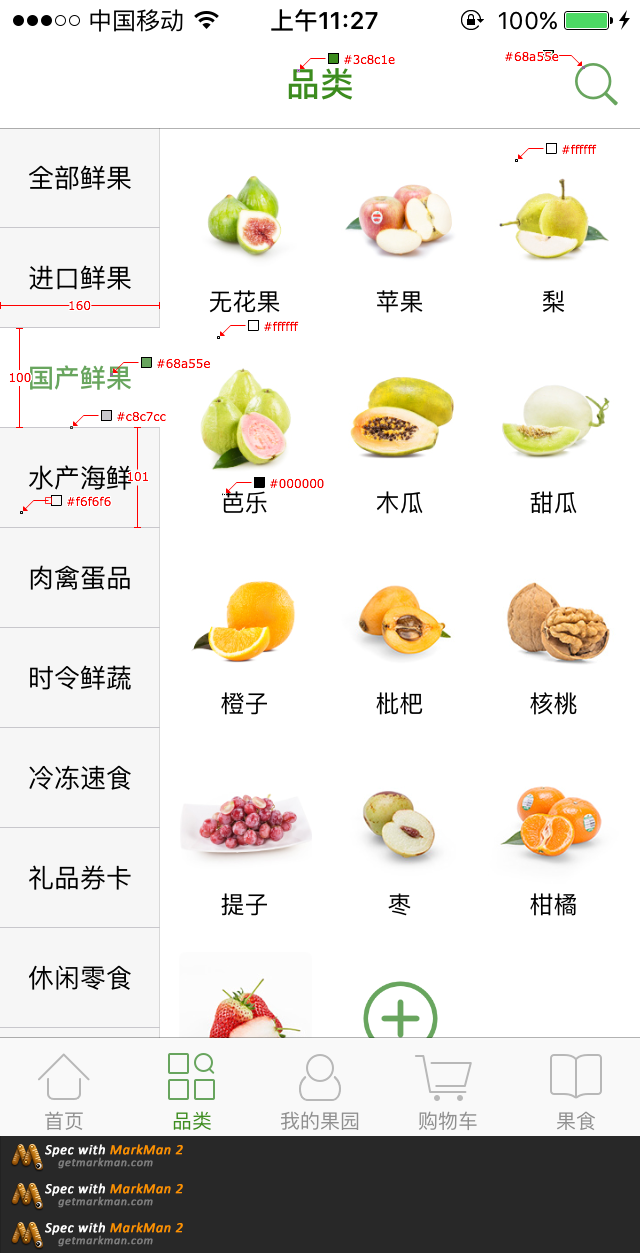 中国移动 上午11:27 100%
品类 #3c8c1e #68a55e
#ffffff
全部鲜果
进口鲜果
160
无花果 苹果 梨
#ffffff
100
国产鲜果 #68a55e
#c8c7cc
水产海鲜
101
#f6f6f6
#000000
芭乐 木瓜 甜瓜
肉禽蛋品
时令鲜蔬
橙子 枇杷 核桃
冷冻速食
礼品券卡
提子 枣 柑橘
休闲零食
首页 品类 我的果园 购物车 果食
Spec with MarkMan 2
getmarkman.com
Spec with MarkMan 2
getmarkman.com
Spec with MarkMan 2
getmarkman.com